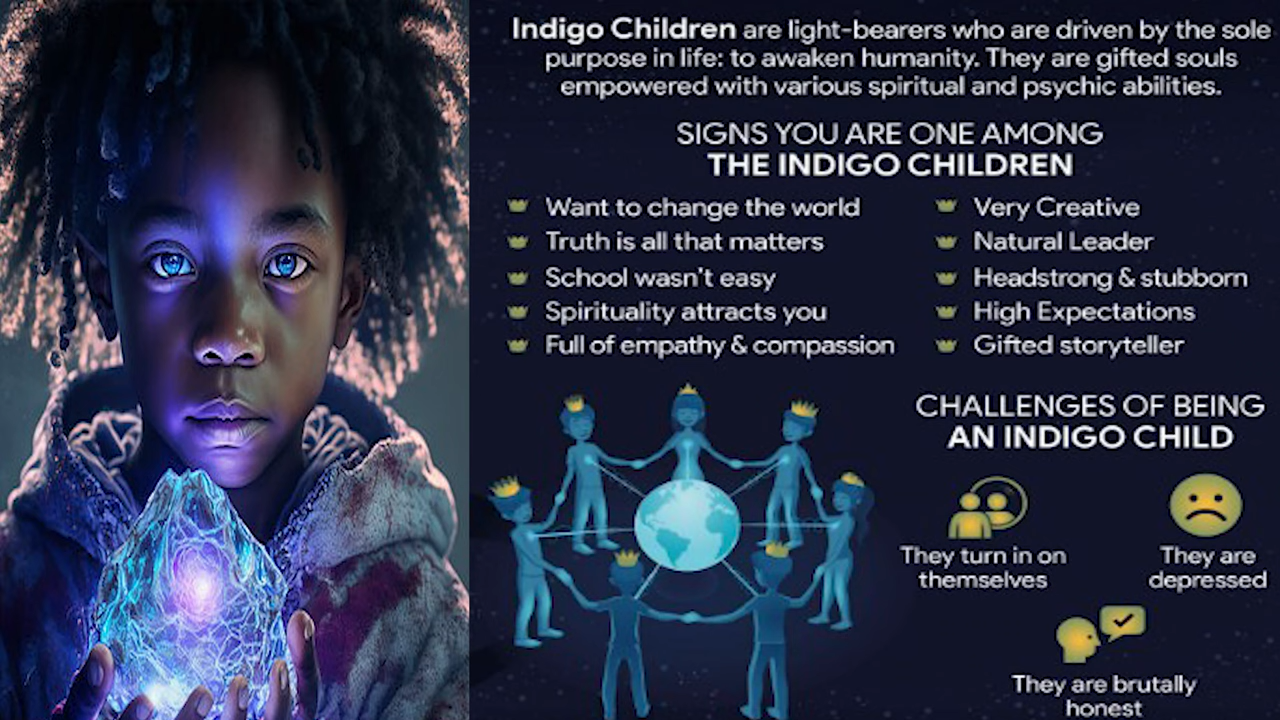 Indigo Children are light-bearers who are driven by the sole
purpose in life: to awaken humanity. They are gifted souls
empowered with various spiritual and psychic abilities.
SIGNS YOU ARE ONE AMONG
THE INDIGO CHILDREN
Want to change the world
Truth is all that matters
School wasn't easy
Spirituality attracts you
Full of empathy & compassion
Very Creative
Natural Leader
Headstrong & stubborn
High Expectations
Gifted storyteller
CHALLENGES OF BEING
AN INDIGO CHILD
They turn in on
themselves
They are
depressed
They are brutally
honest